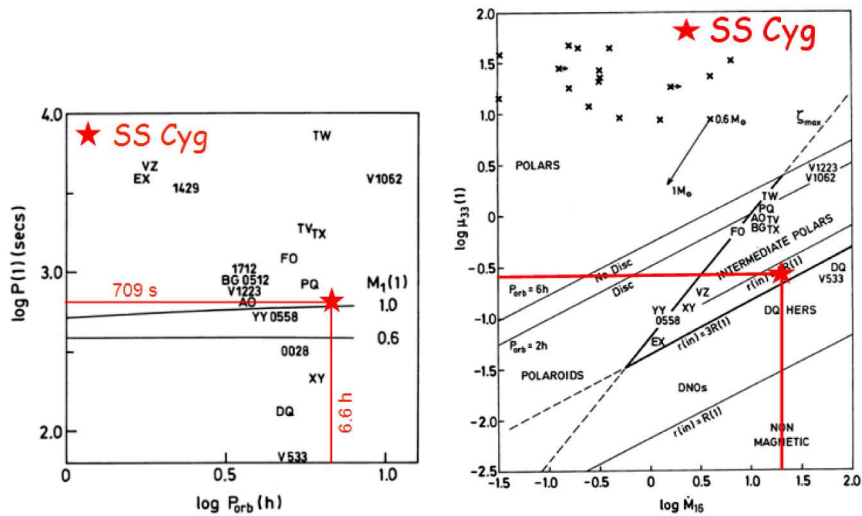 SS Cyg
4.0
3.0
2.0
log P(1) (secs)
TW
VZ
EX
1429
V1062
TV
TX
FO
1712
BG 0512
V1223
AO
PQ
M₁(1)
1.0
YY 0558
0.6
0028
XY
DQ
V533
709 s
6.6 h
0
0.5
1.0
log Porb(h)
SS Cyg
2.0
1.5
1.0
0.5
0
-0.5
-1.0
-1.5
-2.0
-2.5
log μ₃₃(1)
0.6 M⊙
1M⊙
ζmax
POLARS
V1223
V1062
TW
PQ
AO TV
BG TX
FO
No Disc
Disc
INTERMEDIATE POLARS
Porb = 6h
DQ
V533
VZ
XY
YY
0558
EX
DQ HERS
Porb = 2h
r(in)=3R(1)
POLAROIDS
DNOs
r(in)=R(1)
NON
MAGNETIC
-1.5
-1.0
-0.5
0
0.5
1.0
1.5
2.0
log Ṁ₁₆